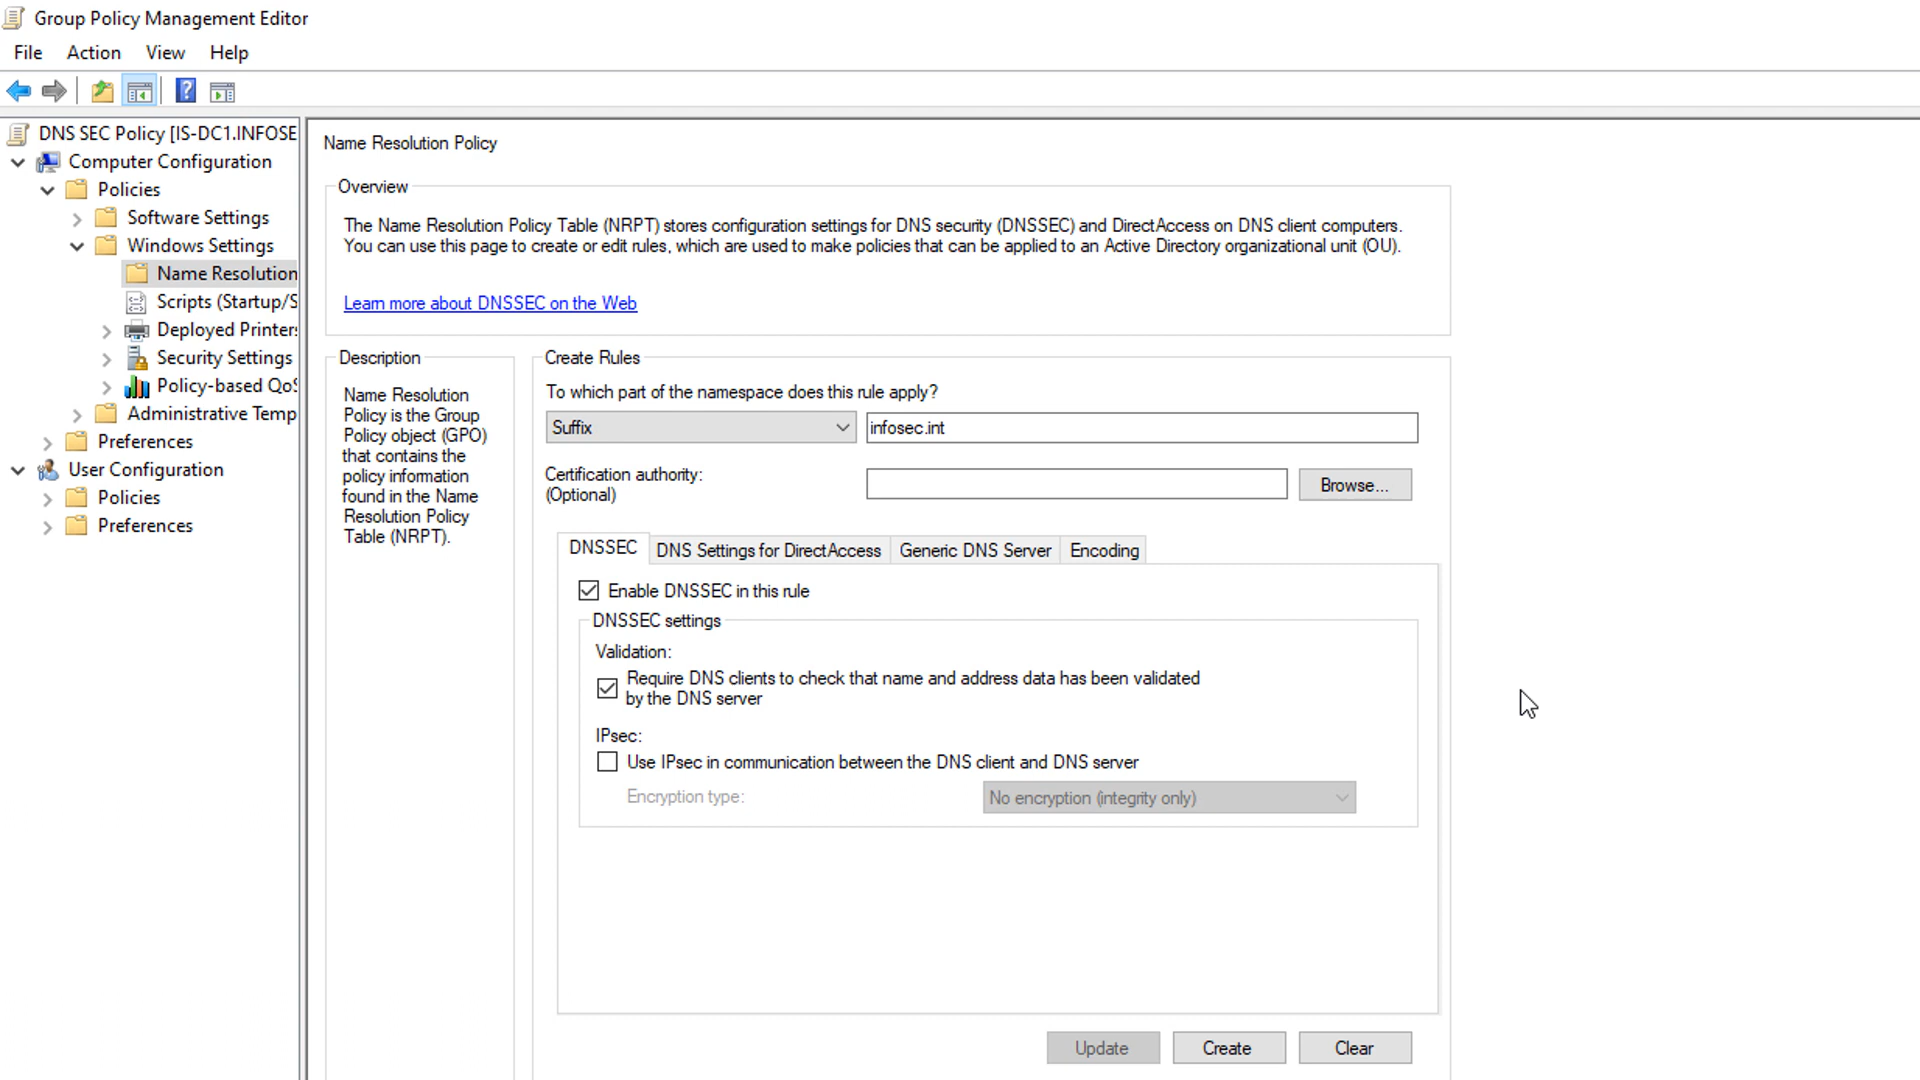 Group Policy Management Editor
File Action View Help
DNS SEC Policy [IS-DC1.INFOSE
Computer Configuration
Policies
Software Settings
Windows Settings
Name Resolution
Scripts (Startup/S
Deployed Printers
Security Settings
Policy-based QoS
Administrative Temp
Preferences
User Configuration
Policies
Preferences
Name Resolution Policy
Overview
The Name Resolution Policy Table (NRPT) stores configuration settings for DNS security (DNSSEC) and DirectAccess on DNS client computers.
You can use this page to create or edit rules, which are used to make policies that can be applied to an Active Directory organizational unit (OU).
Learn more about DNSSEC on the Web
Description
Name Resolution
Policy is the Group
Policy object (GPO)
that contains the
policy information
found in the Name
Resolution Policy
Table (NRPT).
Create Rules
To which part of the namespace does this rule apply?
Suffix infosec.int
Certification authority:
(Optional)
Browse...
DNSSEC DNS Settings for DirectAccess Generic DNS Server Encoding
Enable DNSSEC in this rule
DNSSEC settings
Validation:
Require DNS clients to check that name and address data has been validated
by the DNS server
IPsec:
Use IPsec in communication between the DNS client and DNS server
Encryption type: No encryption (integrity only)
Update Create Clear